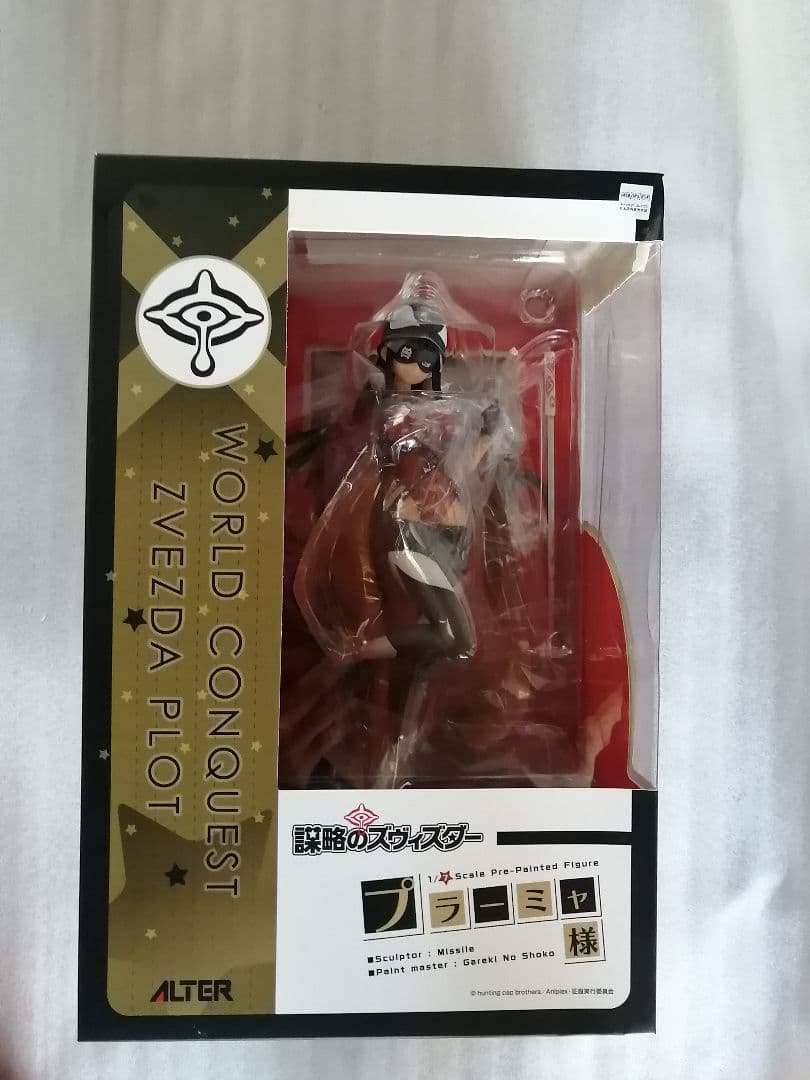 WORLD CONQUEST
ZVEZDA PLOT
ALTER
謀略のズヴィズダー
1/7 Scale Pre-Painted Figure
プラーミャ様
■Sculptor : Missile
■Paint master : Gareki No Shoko
© hunting cap brothers/Aniplex・征服実行委員会